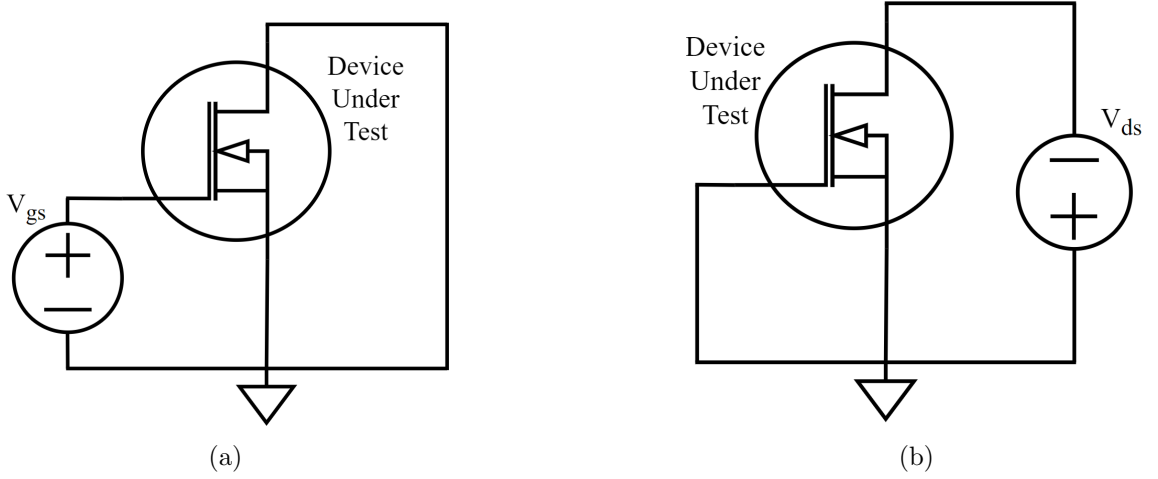 Device
Under
Test
V_gs
+
−
(a)
Device
Under
Test
V_ds
−
+
(b)